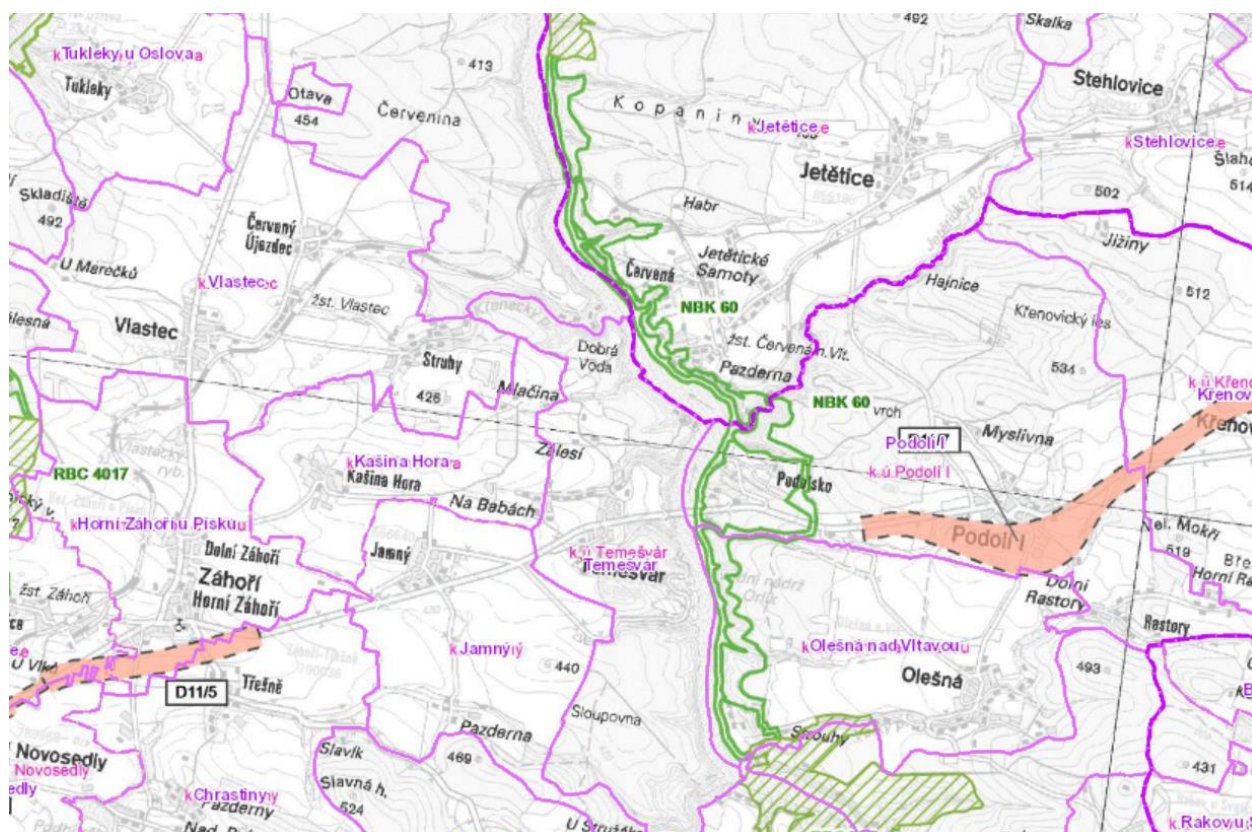 492
Skalka
Tukleky u Oslova
Tukleky
413
Stehlovice
Otava
454
Červenina
Kopaniny
Jetětice
Stehlovice
Jetětice
514
502
Skladiště
492
Habr
Červený
Újezdec
Jetětické
Samoty
Jižiny
U Marečků
Červená
Hajnice
Vlastec
512
žst. Vlastec
NBK 60
Křenovický les
Vlastec
Struhy
Dobrá
Voda
žst. Červená n. Vlt.
Pazderna
534
426
Mlačina
NBK 60
vrch
Myslivna
Zálesí
Podolí I
k.ú. Podolí I
Kašina Hora
Kašina Hora
Podolsko
RBC 4017
Na Babách
Horní Záhoří u Písku
Dolní Záhoří
Jamný
k.ú. Temešvár
Temešvár
Temešvár
Podolí I
519
Záhoří
Horní Záhoří
žst. Záhoří
Dolní
Rastory
Rastory
Jamný
440
Olešná nad Vltavou
Olešná
493
D11/5
Třešně
Sloupovna
Pazderna
Strouhy
Novosedly
Novosedly
Slavík
469
431
Slavná h.
524
Chrastiny
Pazderny
U Stružáků